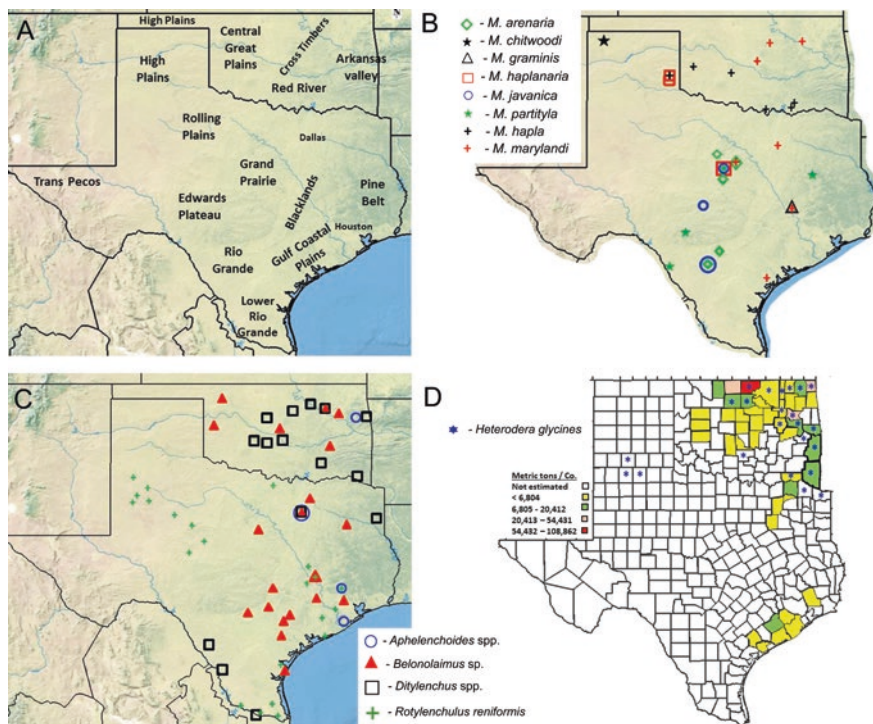 A
High Plains
High
Plains
Central
Great
Plains
Cross Timbers
Arkansas
valley
Red River
Rolling
Plains
Dallas
Grand
Prairie
Trans Pecos
Edwards
Plateau
Blacklands
Pine
Belt
Houston
Rio
Grande
Gulf Coastal
Plains
Lower
Rio
Grande
B
- M. arenaria
- M. chitwoodi
- M. graminis
- M. haplanaria
- M. javanica
- M. partityla
- M. hapla
- M. marylandi
C
- Aphelenchoides spp.
- Belonolaimus sp.
- Ditylenchus spp.
- Rotylenchulus reniformis
D
- Heterodera glycines
Metric tons / Co.
Not estimated
< 6,804
6,805 - 20,412
20,413 – 54,431
54,432 – 108,862